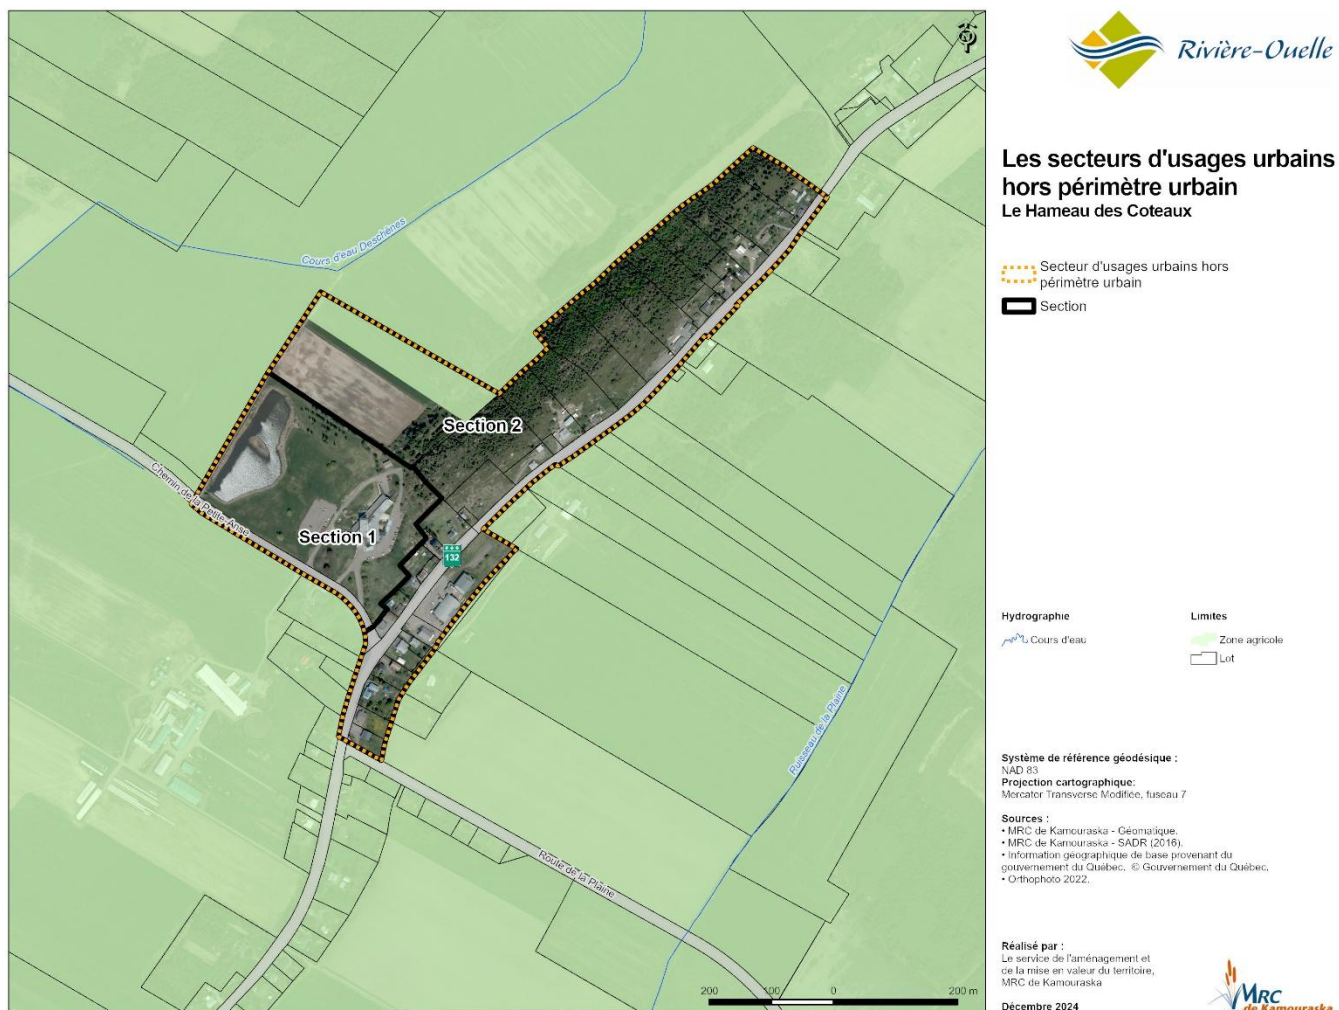 Rivière-Ouelle
Les secteurs d'usages urbains
hors périmètre urbain
Le Hameau des Coteaux
Secteur d'usages urbains hors
périmètre urbain
Section
Cours d'eau Deschênes
Section 2
Chemin de la Petite-Anse
Section 1
132
Ruisseau de la Plaine
Route de la Plaine
Hydrographie
Cours d'eau
Limites
Zone agricole
Lot
Système de référence géodésique :
NAD 83
Projection cartographique:
Mercator Transverse Modifiée, fuseau 7
Sources :
• MRC de Kamouraska - Géomatique.
• MRC de Kamouraska - SADR (2016).
• Information géographique de base provenant du
gouvernement du Québec. © Gouvernement du Québec,
• Orthophoto 2022.
Réalisé par :
Le service de l'aménagement et
de la mise en valeur du territoire,
MRC de Kamouraska
Décembre 2024
200 100 0 200 m
MRC
de Kamouraska